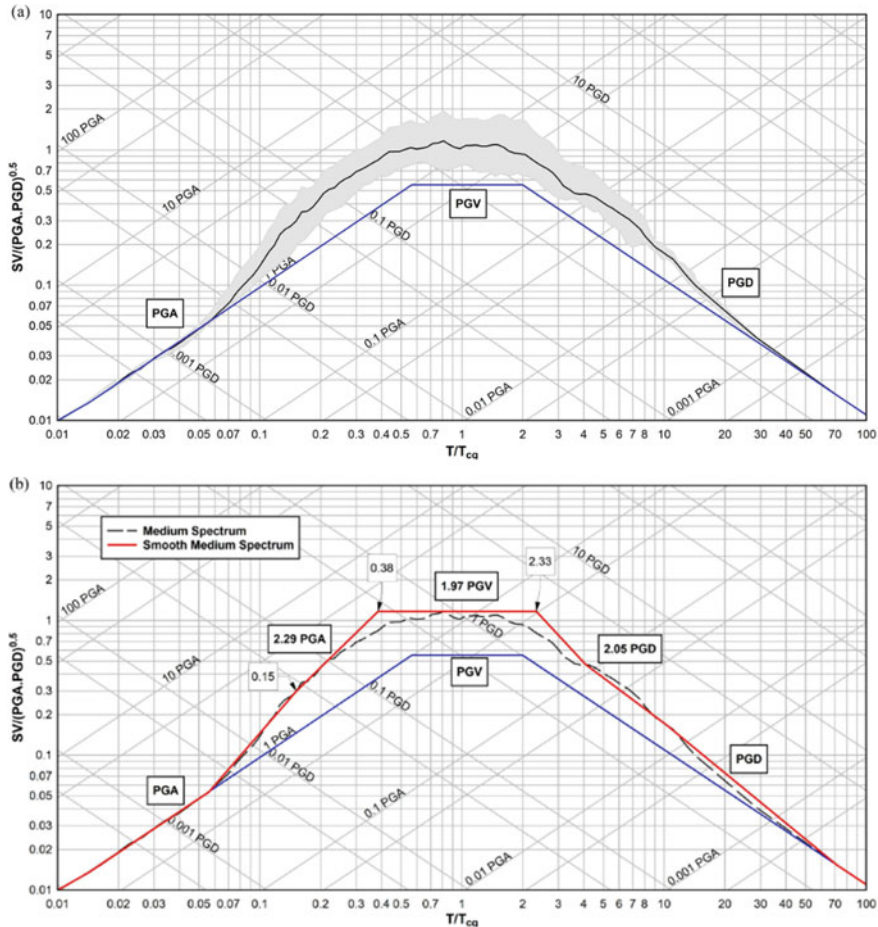 (a)
10
7
5
3
2
1
0.7
0.5
0.3
0.2
0.1
0.07
0.05
0.03
0.02
0.01
SV/(PGA.PGD)^0.5
100 PGA
10 PGA
10 PGD
0.1 PGD
PGV
1 PGA
0.01 PGD
PGA
PGD
0.1 PGA
0.001 PGD
0.01 PGA
0.001 PGA
0.01 0.02 0.03 0.05 0.07 0.1 0.2 0.3 0.4 0.5 0.7 1 2 3 4 5 6 7 8 10 20 30 40 50 70 100
T/Tcg
(b)
10
7
5
3
2
1
0.7
0.5
0.3
0.2
0.1
0.07
0.05
0.03
0.02
0.01
SV/(PGA.PGD)^0.5
Medium Spectrum
Smooth Medium Spectrum
10 PGD
0.38
1.97 PGV
2.33
100 PGA
1 PGD
2.29 PGA
2.05 PGD
0.15
10 PGA
PGV
0.1 PGD
1 PGA
0.01 PGD
PGD
PGA
0.1 PGA
0.001 PGD
0.01 PGA
0.001 PGA
0.01 0.02 0.03 0.05 0.07 0.1 0.2 0.3 0.4 0.5 0.7 1 2 3 4 5 6 7 8 10 20 30 40 50 70 100
T/Tcg